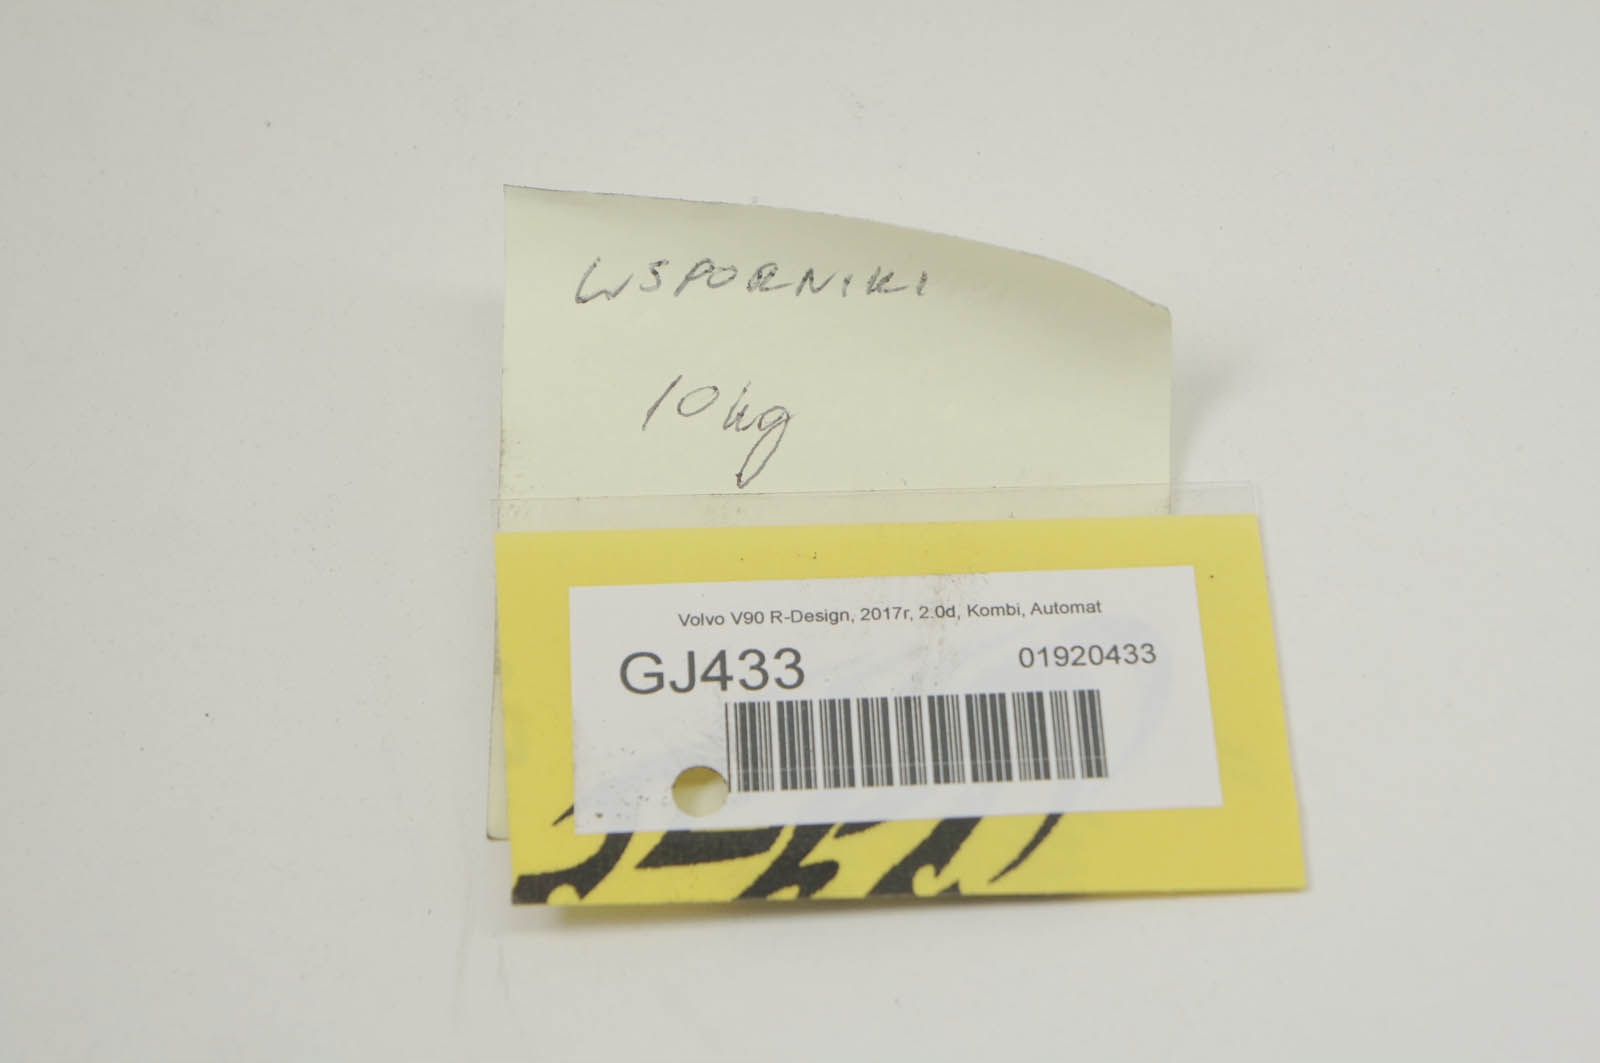 WSPORNIKI
10kg
Volvo V90 R-Design, 2017r, 2.0d, Kombi, Automat
GJ433
01920433